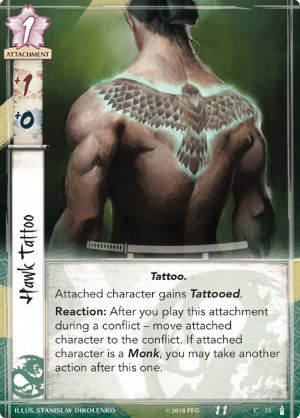 1
ATTACHMENT
+1
+0
Hawk Tattoo
Tattoo.
Attached character gains Tattooed.
Reaction: After you play this attachment
during a conflict – move attached
character to the conflict. If attached
character is a Monk, you may take another
action after this one.
ILLUS. STANISLAV DIKOLENKO © 2018 FFG C 75